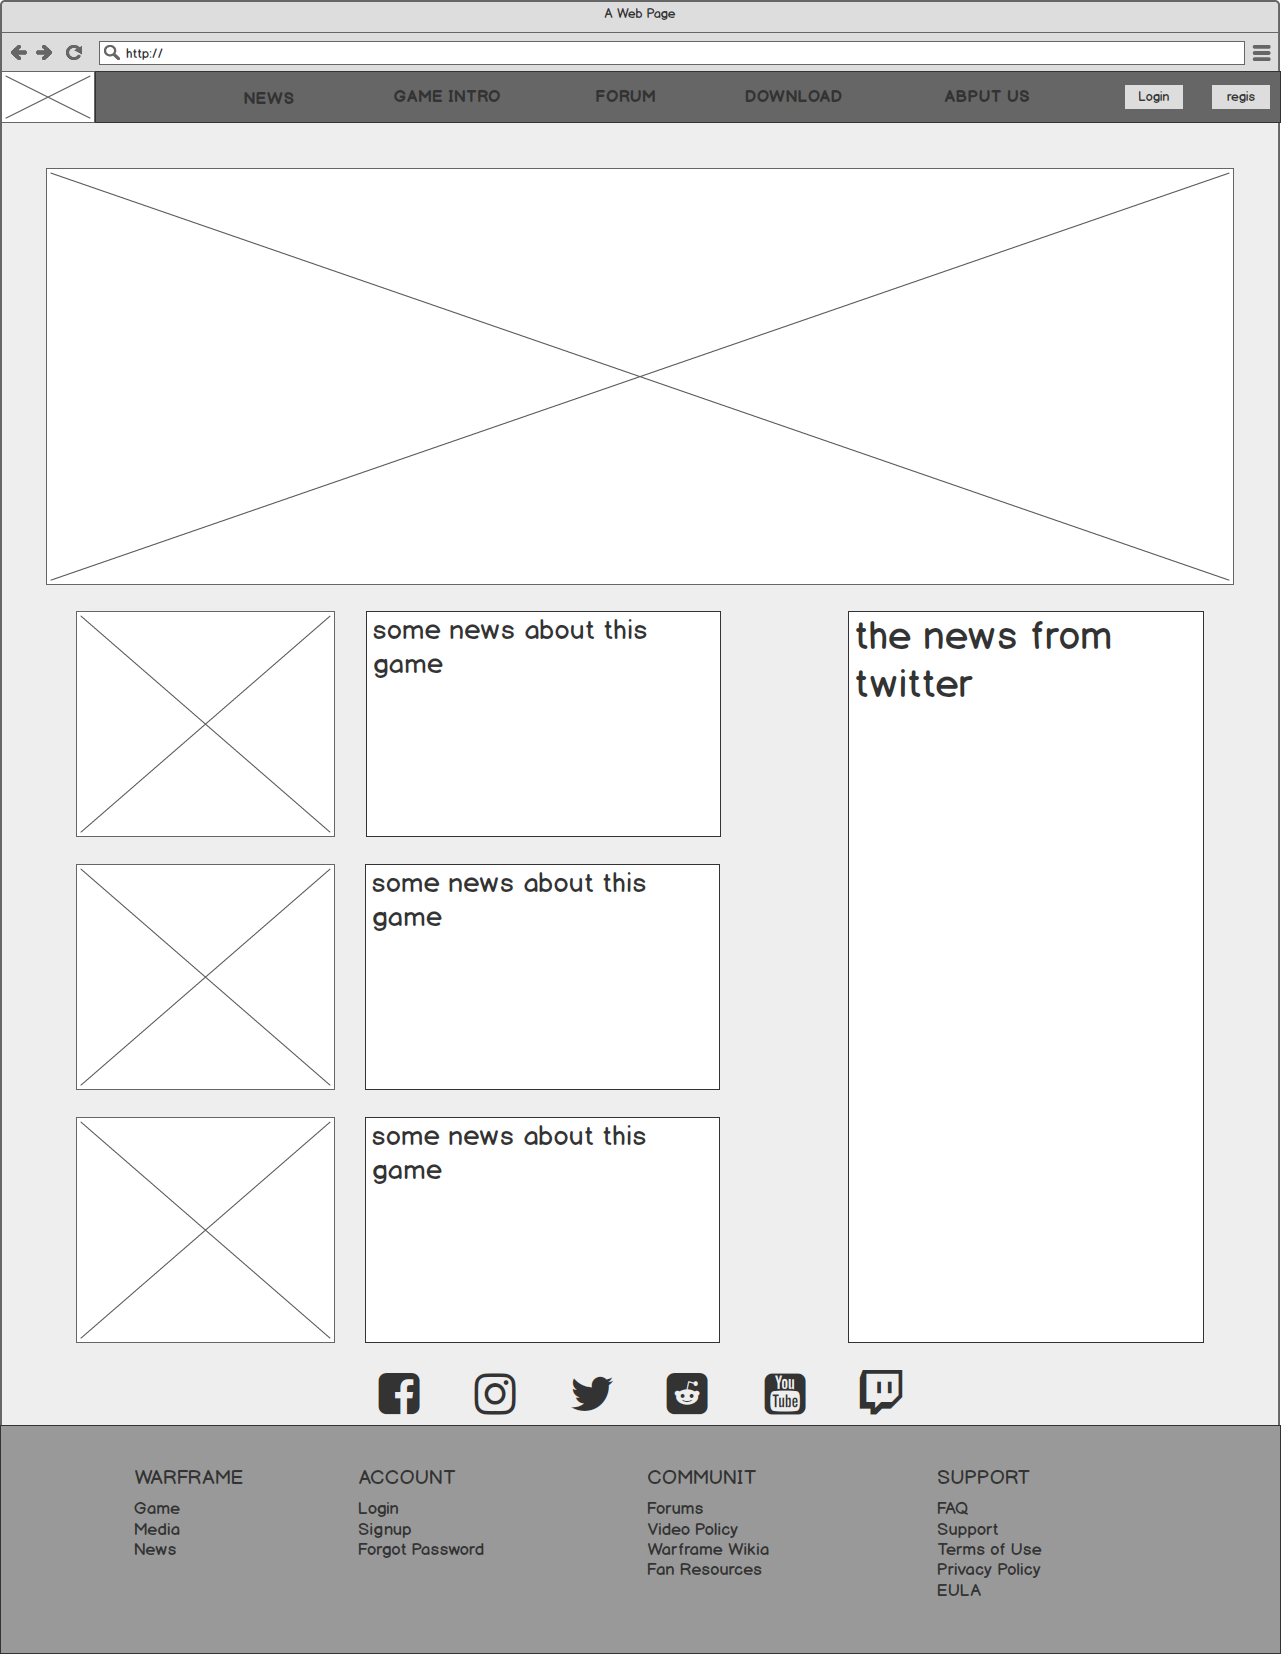 A Web Page
http://
NEWS
GAME INTRO
FORUM
DOWNLOAD
ABPUT US
Login
regis
some news about this
game
the news from
twitter
some news about this
game
some news about this
game
You
Tube
WARFRAME
Game
Media
News
ACCOUNT
Login
Signup
Forgot Password
COMMUNIT
Forums
Video Policy
Warframe Wikia
Fan Resources
SUPPORT
FAQ
Support
Terms of Use
Privacy Policy
EULA